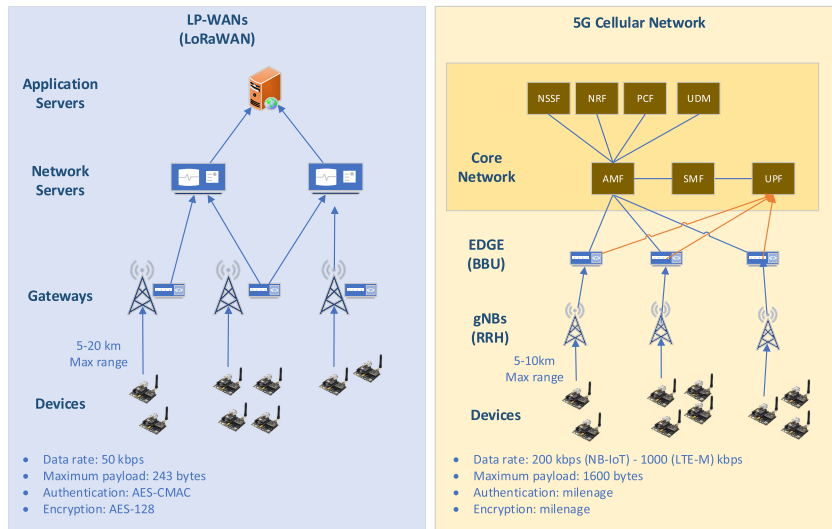 LP-WANs
(LoRaWAN)
Application
Servers
Network
Servers
Gateways
5-20 km
Max range
Devices
• Data rate: 50 kbps
• Maximum payload: 243 bytes
• Authentication: AES-CMAC
• Encryption: AES-128
5G Cellular Network
NSSF
NRF
PCF
UDM
Core
Network
AMF
SMF
UPF
EDGE
(BBU)
gNBs
(RRH)
5-10km
Max range
Devices
• Data rate: 200 kbps (NB-IoT) - 1000 (LTE-M) kbps
• Maximum payload: 1600 bytes
• Authentication: milenage
• Encryption: milenage